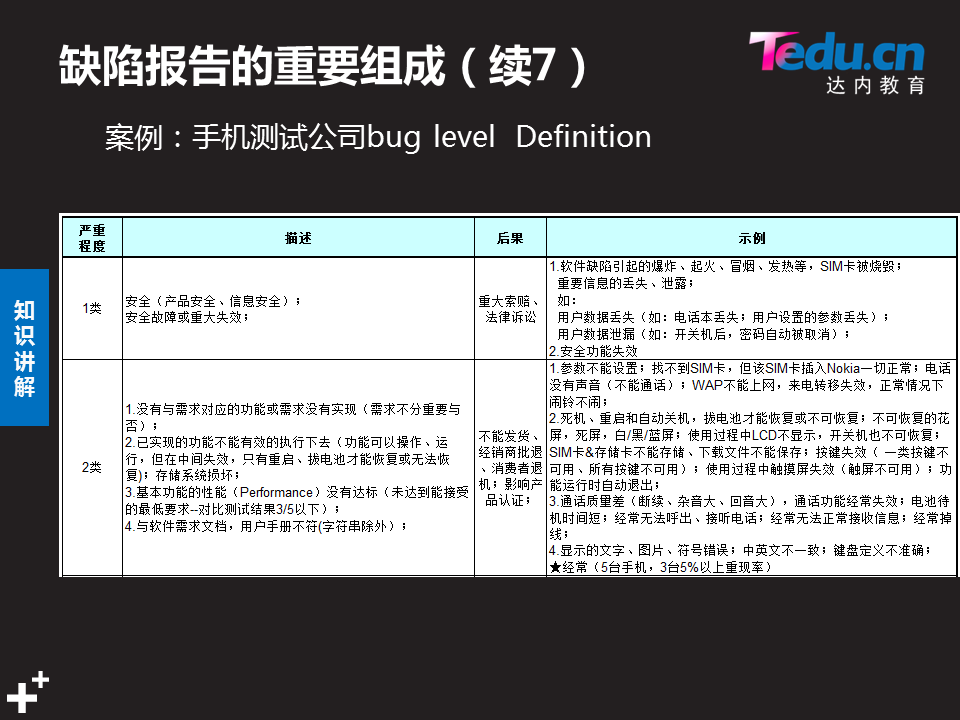 缺陷报告的重要组成（续7）
Tedu.cn
达内教育
案例：手机测试公司bug level Definition
知识讲解
严重
程度
描述
后果
示例
1类
安全（产品安全、信息安全）；
安全故障或重大失效；
重大索赔、
法律诉讼
1.软件缺陷引起的爆炸、起火、冒烟、发热等，SIM卡被烧毁；
重要信息的丢失、泄露；
如：
用户数据丢失（如：电话本丢失；用户设置的参数丢失）；
用户数据泄漏（如：开关机后，密码自动被取消）；
2.安全功能失效
2类
1.没有与需求对应的功能或需求没有实现（需求不分重要与
否）；
2.已实现的功能不能有效的执行下去（功能可以操作、运
行，但在中间失效，只有重启、拔电池才能恢复或无法恢
复）；存储系统损坏；
3.基本功能的性能（Performance）没有达标（未达到能接受
的最低要求--对比测试结果3/5以下）；
4.与软件需求文档，用户手册不符(字符串除外）；
不能发货、
经销商批退
、消费者退
机；影响产
品认证；
1.参数不能设置；找不到SIM卡，但该SIM卡插入Nokia一切正常；电话
没有声音（不能通话）；WAP不能上网，来电转移失效，正常情况下
闹铃不闹；
2.死机、重启和自动关机，拔电池才能恢复或不可恢复；不可恢复的花
屏，死屏，白/黑/蓝屏；使用过程中LCD不显示，开关机也不可恢复；
SIM卡&存储卡不能存储、下载文件不能保存；按键失效（ 一类按键不
可用、所有按键不可用）；使用过程中触摸屏失效（触屏不可用）；功
能运行时自动退出；
3.通话质量差（断续、杂音大、回音大），通话功能经常失效；电池待
机时间短；经常无法呼出、接听电话；经常无法正常接收信息；经常掉
线；
4.显示的文字、图片、符号错误；中英文不一致；键盘定义不准确；
★经常（5台手机，3台5%以上重现率）